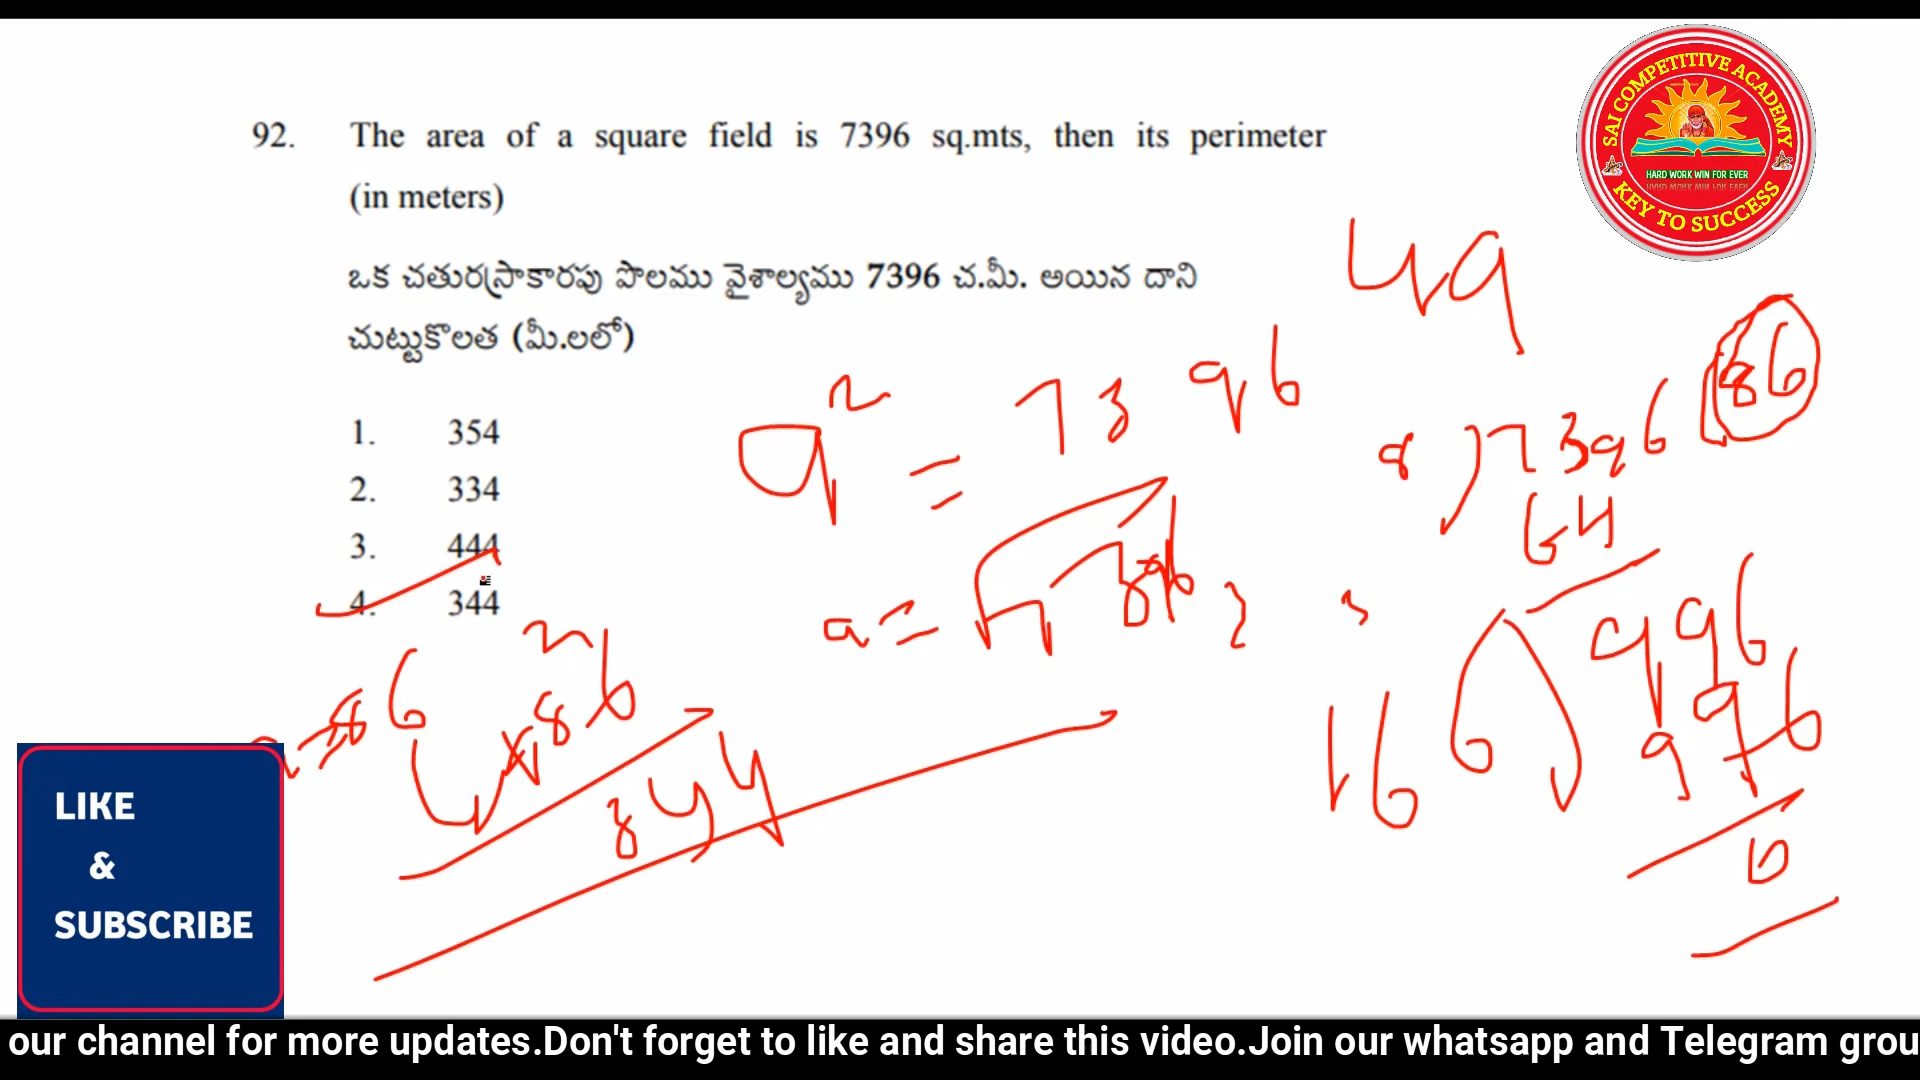 SAI COMPETITIVE ACADEMY
HARD WORK WIN FOR EVER
KEY TO SUCCESS
92. The area of a square field is 7396 sq.mts, then its perimeter
(in meters)
ఒక చతురస్రాకారపు పొలము వైశాల్యము 7396 చ.మీ. అయిన దాని
చుట్టుకొలత (మీ.లలో)
1. 354
2. 334
3. 444
4. 344
4a
a² = 7396
8)7396(86
64
a = √7396
166)996
996
0
86
4×86
344
LIKE
&
SUBSCRIBE
our channel for more updates.Don't forget to like and share this video.Join our whatsapp and Telegram grou